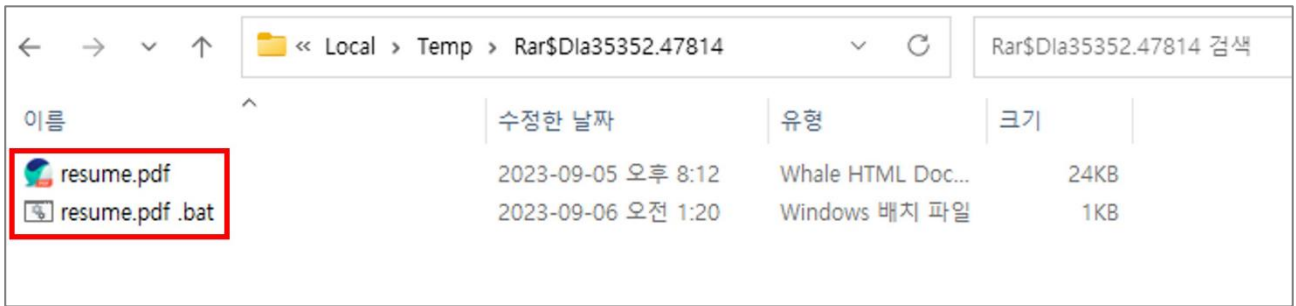 « Local > Temp > Rar$DIa35352.47814
Rar$DIa35352.47814 검색
이름 수정한 날짜 유형 크기
resume.pdf 2023-09-05 오후 8:12 Whale HTML Doc... 24KB
resume.pdf .bat 2023-09-06 오전 1:20 Windows 배치 파일 1KB